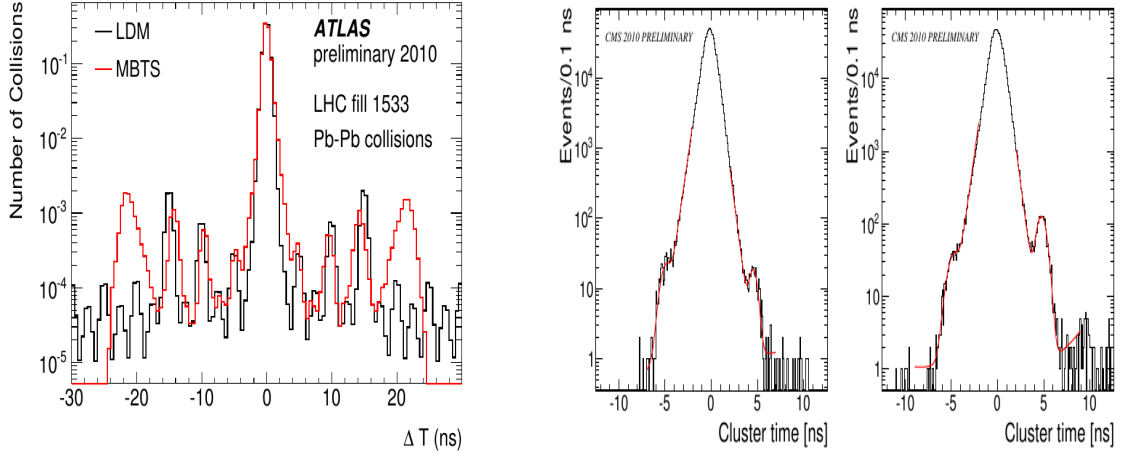 Number of Collisions
10⁻¹
10⁻²
10⁻³
10⁻⁴
10⁻⁵
LDM
MBTS
ATLAS
preliminary 2010
LHC fill 1533
Pb-Pb collisions
-30 -20 -10 0 10 20
Δ T (ns)
Events/0.1 ns
CMS 2010 PRELIMINARY
10⁴
10³
10²
10
1
-10 -5 0 5 10
Cluster time [ns]
Events/0.1 ns
CMS 2010 PRELIMINARY
10⁴
10³
10²
10
1
-10 -5 0 5 10
Cluster time [ns]